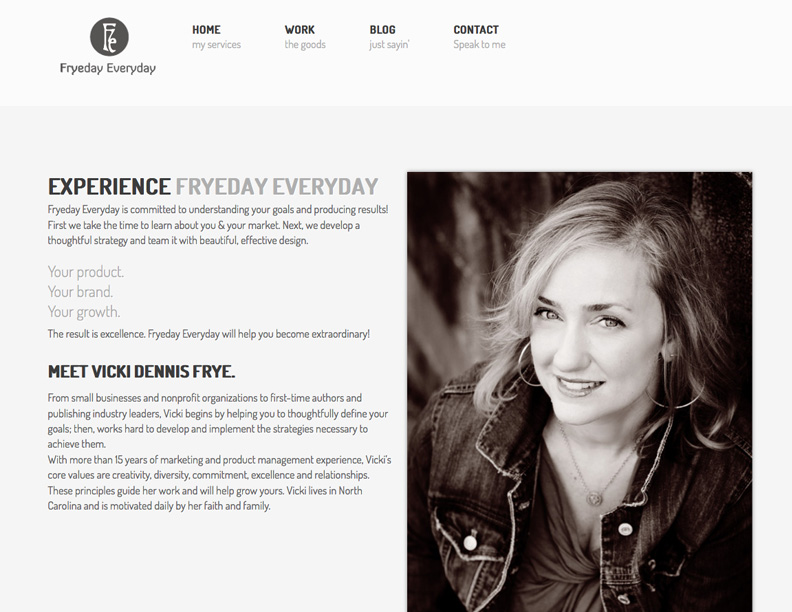 Fe
Fryeday Everyday
HOME
my services
WORK
the goods
BLOG
just sayin'
CONTACT
Speak to me
EXPERIENCE FRYEDAY EVERYDAY
Fryeday Everyday is committed to understanding your goals and producing results!
First we take the time to learn about you & your market. Next, we develop a
thoughtful strategy and team it with beautiful, effective design.
Your product.
Your brand.
Your growth.
The result is excellence. Fryeday Everyday will help you become extraordinary!
MEET VICKI DENNIS FRYE.
From small businesses and nonprofit organizations to first-time authors and
publishing industry leaders, Vicki begins by helping you to thoughtfully define your
goals; then, works hard to develop and implement the strategies necessary to
achieve them.
With more than 15 years of marketing and product management experience, Vicki's
core values are creativity, diversity, commitment, excellence and relationships.
These principles guide her work and will help grow yours. Vicki lives in North
Carolina and is motivated daily by her faith and family.